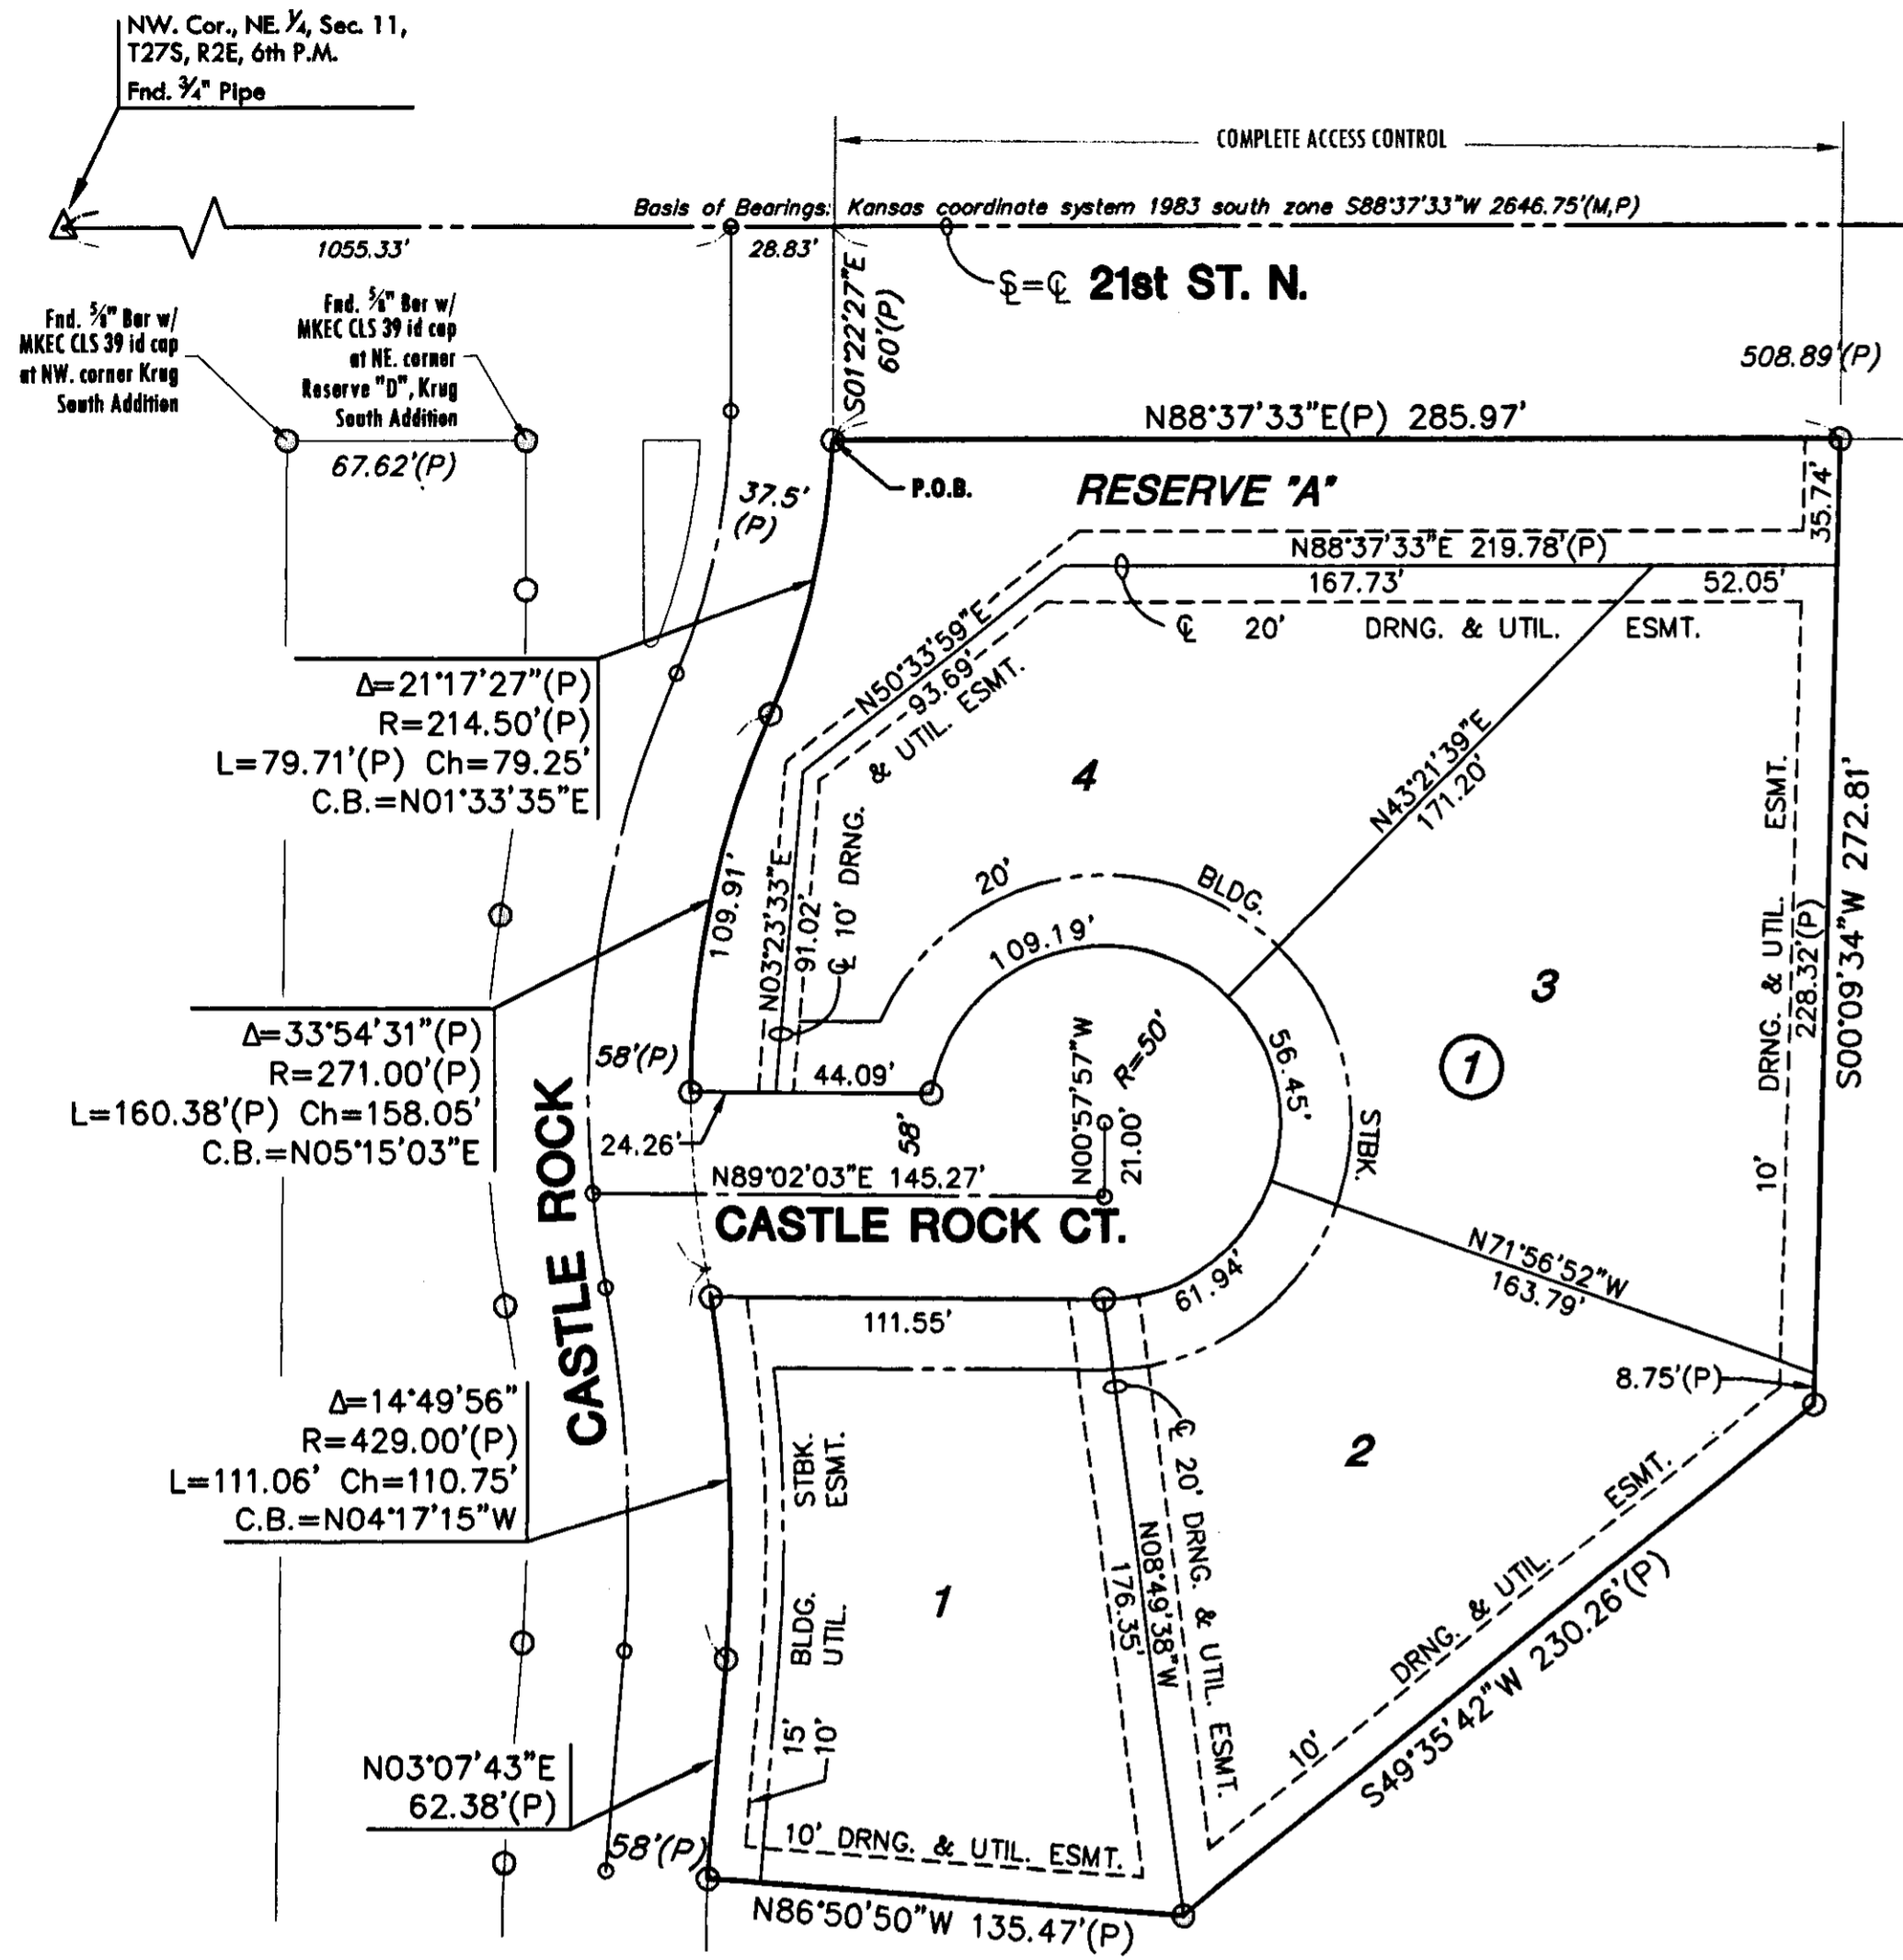 NW. Cor., NE. ¼, Sec. 11,
T27S, R2E, 6th P.M.
Fnd. ¾" Pipe
COMPLETE ACCESS CONTROL
Basis of Bearings: Kansas coordinate system 1983 south zone S88°37'33"W 2646.75'(M,P)
1055.33'
28.83'
S01°22'27"E
60'(P)
℄ 21st ST. N.
Fnd. ⅝" Bar w/
MKEC CLS 39 id cap
at NW. corner Krug
South Addition
Fnd. ⅝" Bar w/
MKEC CLS 39 id cap
at NE. corner
Reserve "D", Krug
South Addition
508.89'(P)
67.62'(P)
N88°37'33"E(P) 285.97'
P.O.B.
RESERVE "A"
37.5'
(P)
35.74'
N88°37'33"E 219.78'(P)
167.73'
52.05'
℄ 20' DRNG. & UTIL. ESMT.
N50°33'59"E
93.69'
& UTIL. ESMT.
Δ=21°17'27"(P)
R=214.50'(P)
L=79.71'(P) Ch=79.25'
C.B.=N01°33'35"E
4
N43°21'39"E
171.20'
109.91'
N03°23'33"E
91.02'
℄ 10' DRNG.
20'
BLDG.
STBK.
109.19'
3
1
10' DRNG. & UTIL. ESMT.
228.32'(P)
S00°09'34"W 272.81'
Δ=33°54'31"(P)
R=271.00'(P)
L=160.38'(P) Ch=158.05'
C.B.=N05°15'03"E
58'(P)
44.09'
24.26'
58'
N00°57'57"W
21.00'
R=50'
56.45'
N89°02'03"E 145.27'
CASTLE ROCK CT.
CASTLE ROCK
61.94'
N71°56'52"W
163.79'
111.55'
8.75'(P)
Δ=14°49'56"
R=429.00'(P)
L=111.06' Ch=110.75'
C.B.=N04°17'15"W
BLDG. STBK.
UTIL. ESMT.
15'
10'
1
176.35'
N08°49'38"W
℄ 20' DRNG. & UTIL. ESMT.
2
10' DRNG. & UTIL. ESMT.
S49°35'42"W 230.26'(P)
N03°07'43"E
62.38'(P)
58'(P)
10' DRNG. & UTIL. ESMT.
N86°50'50"W 135.47'(P)